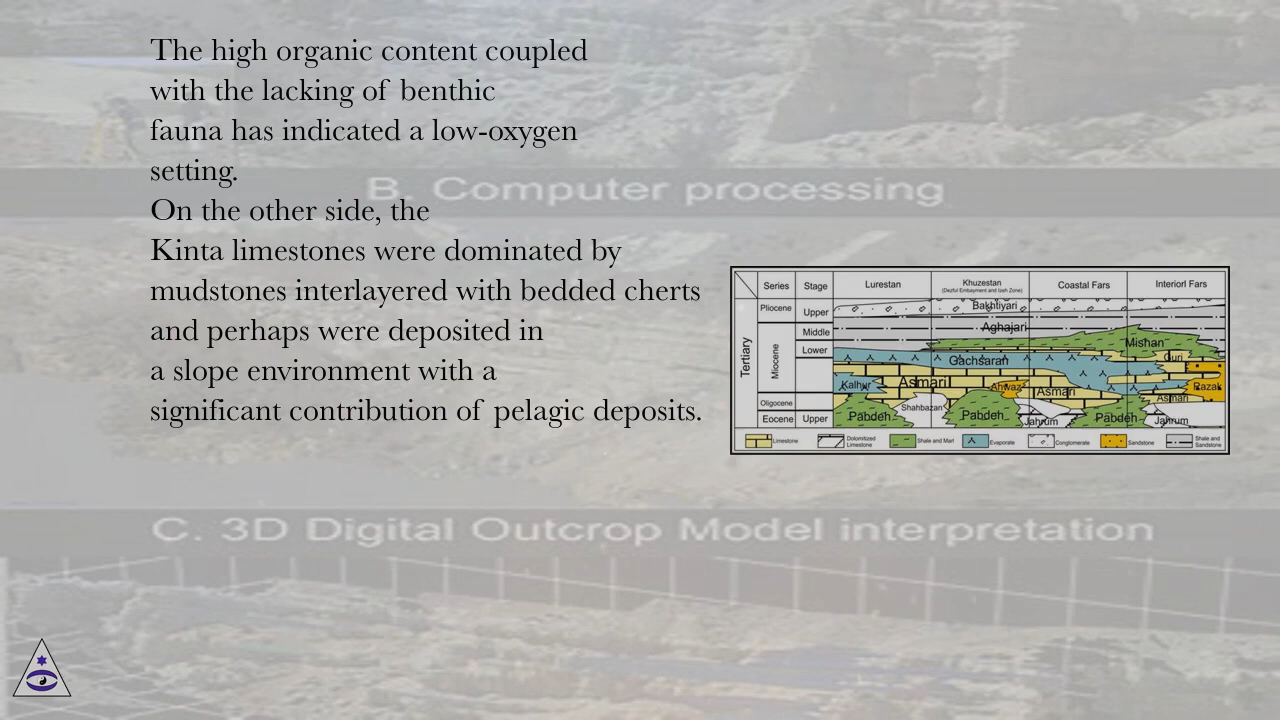 The high organic content coupled
with the lacking of benthic
fauna has indicated a low-oxygen
setting.
On the other side, the
Kinta limestones were dominated by
mudstones interlayered with bedded cherts
and perhaps were deposited in
a slope environment with a
significant contribution of pelagic deposits.
B. Computer processing
Series Stage Lurestan Khuzestan Coastal Fars Interiorl Fars
(Dezful Embayment and Izeh Zone)
Pliocene Upper Bakhtiyari
Middle Aghajari
Mishan
Lower
Tertiary Miocene Gachsaran Guri
Kalhur Asmari Ahwaz Asmari Razak
Oligocene Shahbazan Asmari
Eocene Upper Pabdeh Pabdeh Jahrum Pabdeh Jahrum
Limestone Dolomitized Limestone Shale and Marl Evaporate Conglomerate Sandstone Shale and Sandstone
C. 3D Digital Outcrop Model interpretation